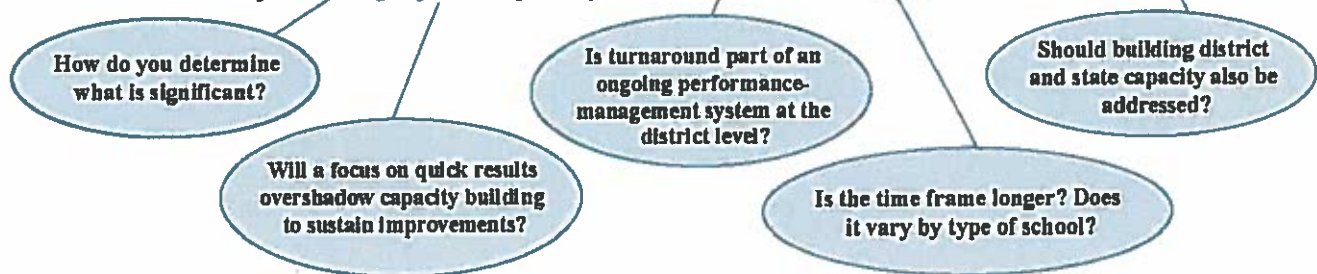 How do you determine
what is significant?
Will a focus on quick results
overshadow capacity building
to sustain improvements?
Is turnaround part of an
ongoing performance-
management system at the
district level?
Is the time frame longer? Does
it vary by type of school?
Should building district
and state capacity also be
addressed?